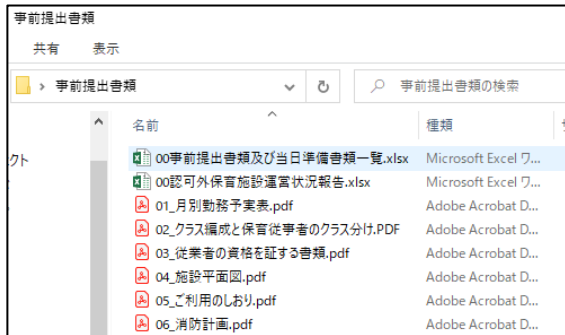 事前提出書類
共有 表示
事前提出書類 事前提出書類の検索
名前 種類
00事前提出書類及び当日準備書類一覧.xlsx Microsoft Excel ワ...
クト
00認可外保育施設運営状況報告.xlsx Microsoft Excel ワ...
01_月別勤務予実表.pdf Adobe Acrobat D...
02_クラス編成と保育従事者のクラス分け.PDF Adobe Acrobat D...
03_従業者の資格を証する書類.pdf Adobe Acrobat D...
04_施設平面図.pdf Adobe Acrobat D...
05_ご利用のしおり.pdf Adobe Acrobat D...
06_消防計画.pdf Adobe Acrobat D...